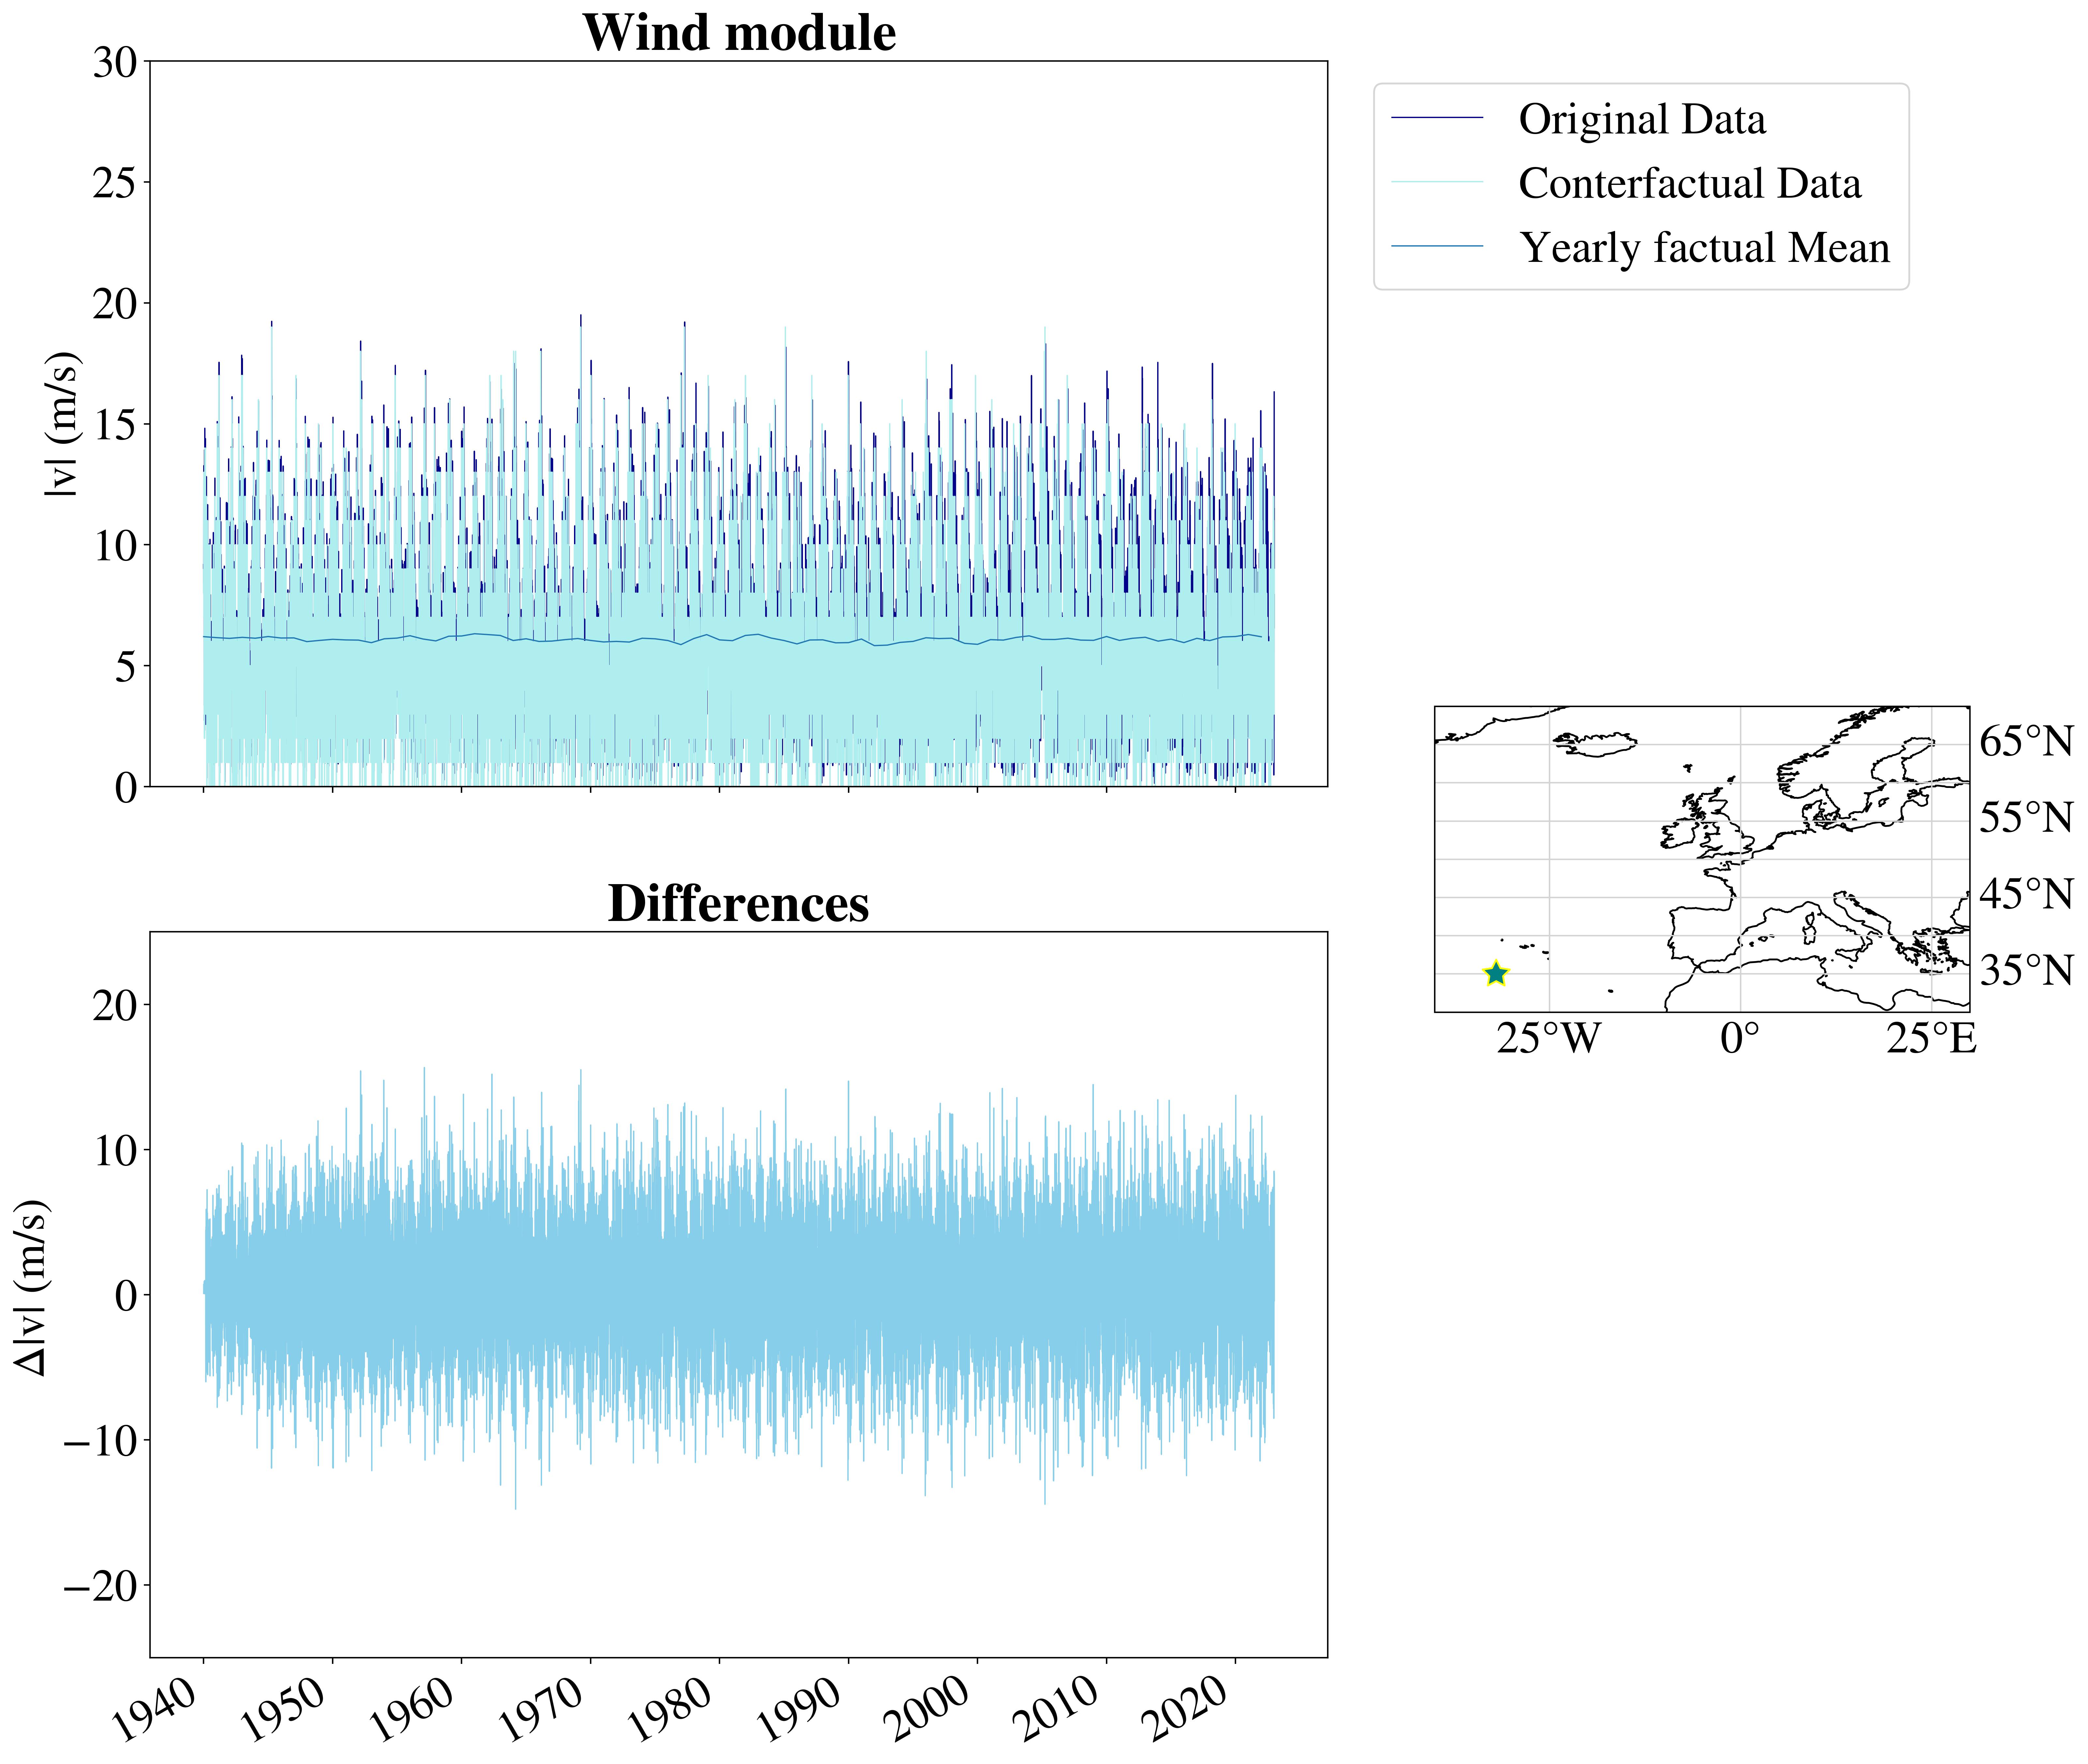 Wind module
30
25
20
15
10
5
0
|v| (m/s)
Original Data
Conterfactual Data
Yearly factual Mean
65°N
55°N
45°N
35°N
25°W 0° 25°E
Differences
20
10
0
−10
−20
Δ|v| (m/s)
1940 1950 1960 1970 1980 1990 2000 2010 2020